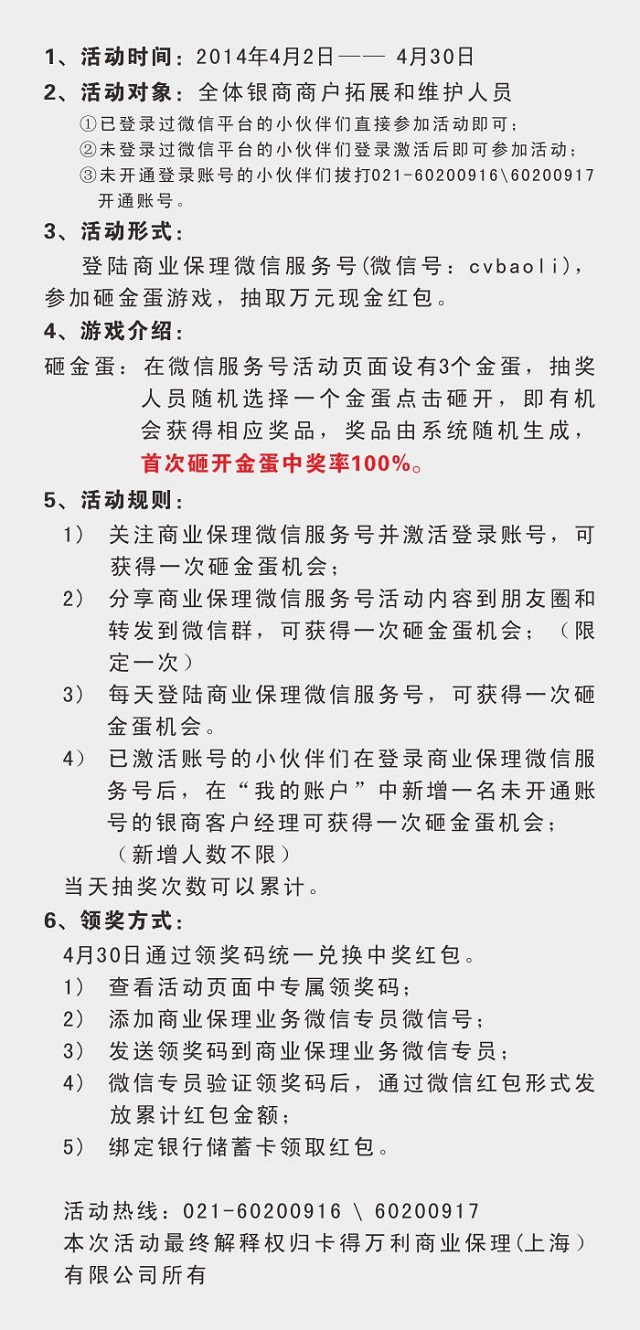 1、活动时间：2014年4月2日—— 4月30日
2、活动对象：全体银商商户拓展和维护人员
①已登录过微信平台的小伙伴们直接参加活动即可；
②未登录过微信平台的小伙伴们登录激活后即可参加活动；
③未开通登录账号的小伙伴们拔打021-60200916\60200917
开通账号。
3、活动形式：
登陆商业保理微信服务号(微信号：cvbaoli)，
参加砸金蛋游戏，抽取万元现金红包。
4、游戏介绍：
砸金蛋：在微信服务号活动页面设有3个金蛋，抽奖
人员随机选择一个金蛋点击砸开，即有机
会获得相应奖品，奖品由系统随机生成，
首次砸开金蛋中奖率100%。
5、活动规则：
1） 关注商业保理微信服务号并激活登录账号，可
获得一次砸金蛋机会；
2） 分享商业保理微信服务号活动内容到朋友圈和
转发到微信群，可获得一次砸金蛋机会；（限
定一次）
3） 每天登陆商业保理微信服务号，可获得一次砸
金蛋机会。
4） 已激活账号的小伙伴们在登录商业保理微信服
务号后，在“我的账户”中新增一名未开通账
号的银商客户经理可获得一次砸金蛋机会；
（新增人数不限）
当天抽奖次数可以累计。
6、领奖方式：
4月30日通过领奖码统一兑换中奖红包。
1） 查看活动页面中专属领奖码；
2） 添加商业保理业务微信专员微信号；
3） 发送领奖码到商业保理业务微信专员；
4） 微信专员验证领奖码后，通过微信红包形式发
放累计红包金额；
5） 绑定银行储蓄卡领取红包。
活动热线：021-60200916 \ 60200917
本次活动最终解释权归卡得万利商业保理(上海）
有限公司所有